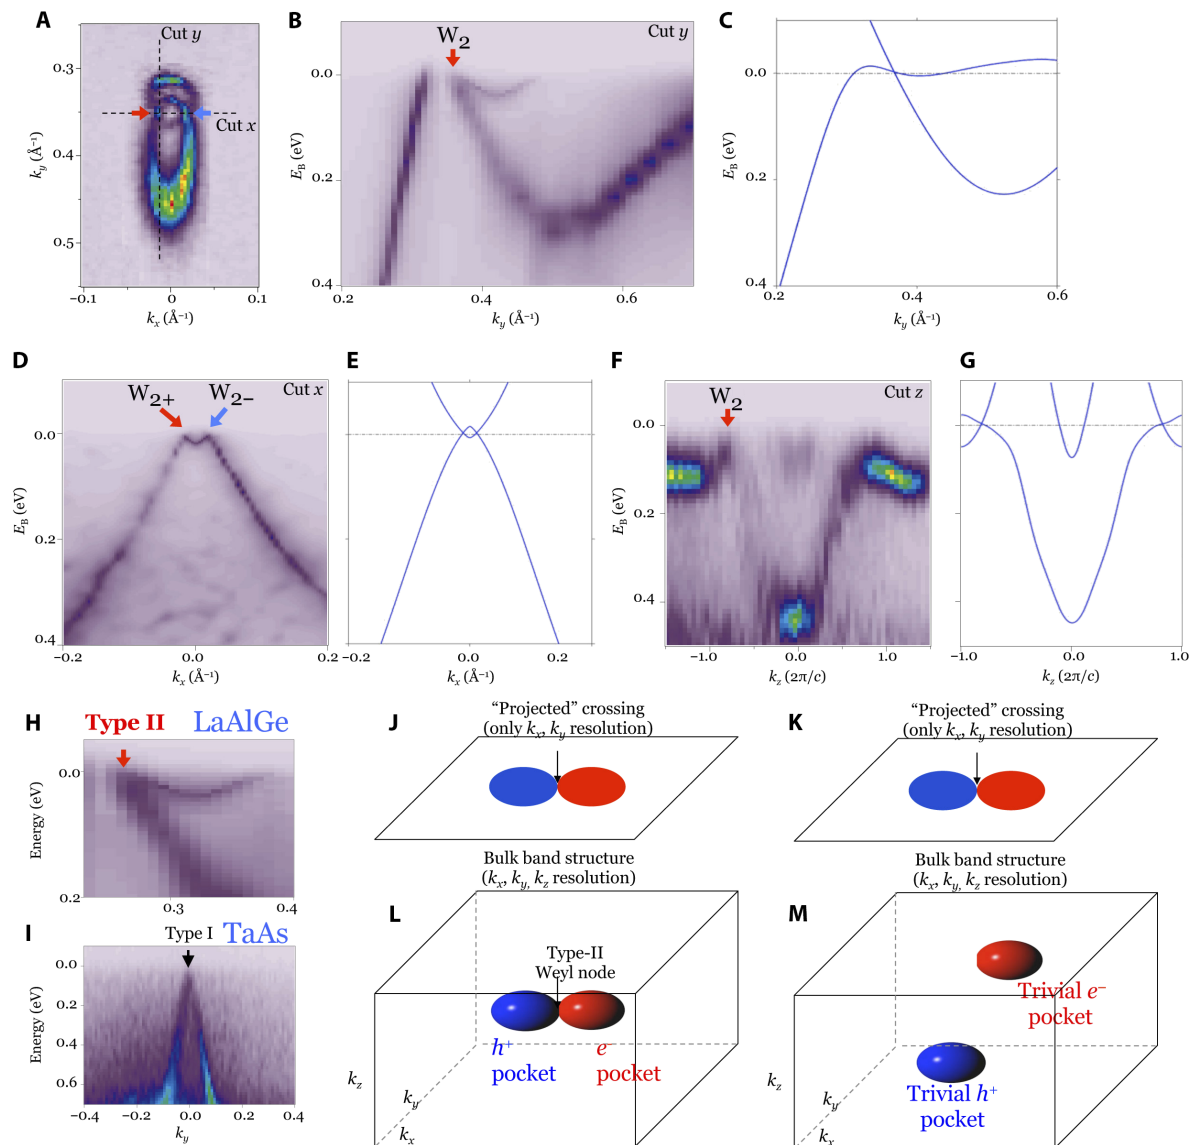 A
Cut y
0.3
Cut x
0.4
0.5
ky (Å⁻¹)
−0.1
0
0.1
kx (Å⁻¹)
B
W2
Cut y
0.0
0.2
0.4
EB (eV)
0.2
0.4
0.6
ky (Å⁻¹)
C
0.0
0.2
0.4
EB (eV)
0.2
0.4
0.6
ky (Å⁻¹)
D
W2+
W2−
Cut x
0.0
0.2
0.4
EB (eV)
−0.2
0.0
0.2
kx (Å⁻¹)
E
−0.2
0.0
0.2
kx (Å⁻¹)
F
W2
Cut z
0.0
0.2
0.4
EB (eV)
−1.0
0.0
1.0
kz (2π/c)
G
−1.0
0.0
1.0
kz (2π/c)
H
Type II
LaAlGe
0.0
0.2
Energy (eV)
0.3
0.4
I
Type I
TaAs
0.0
0.2
0.4
0.6
Energy (eV)
−0.4
−0.2
0.0
0.2
0.4
ky
J
“Projected” crossing
(only kx, ky resolution)
K
“Projected” crossing
(only kx, ky resolution)
L
Bulk band structure
(kx, ky, kz resolution)
Type-II
Weyl node
h⁺
pocket
e⁻
pocket
kz
ky
kx
M
Bulk band structure
(kx, ky, kz resolution)
Trivial e⁻
pocket
Trivial h⁺
pocket
kz
ky
kx